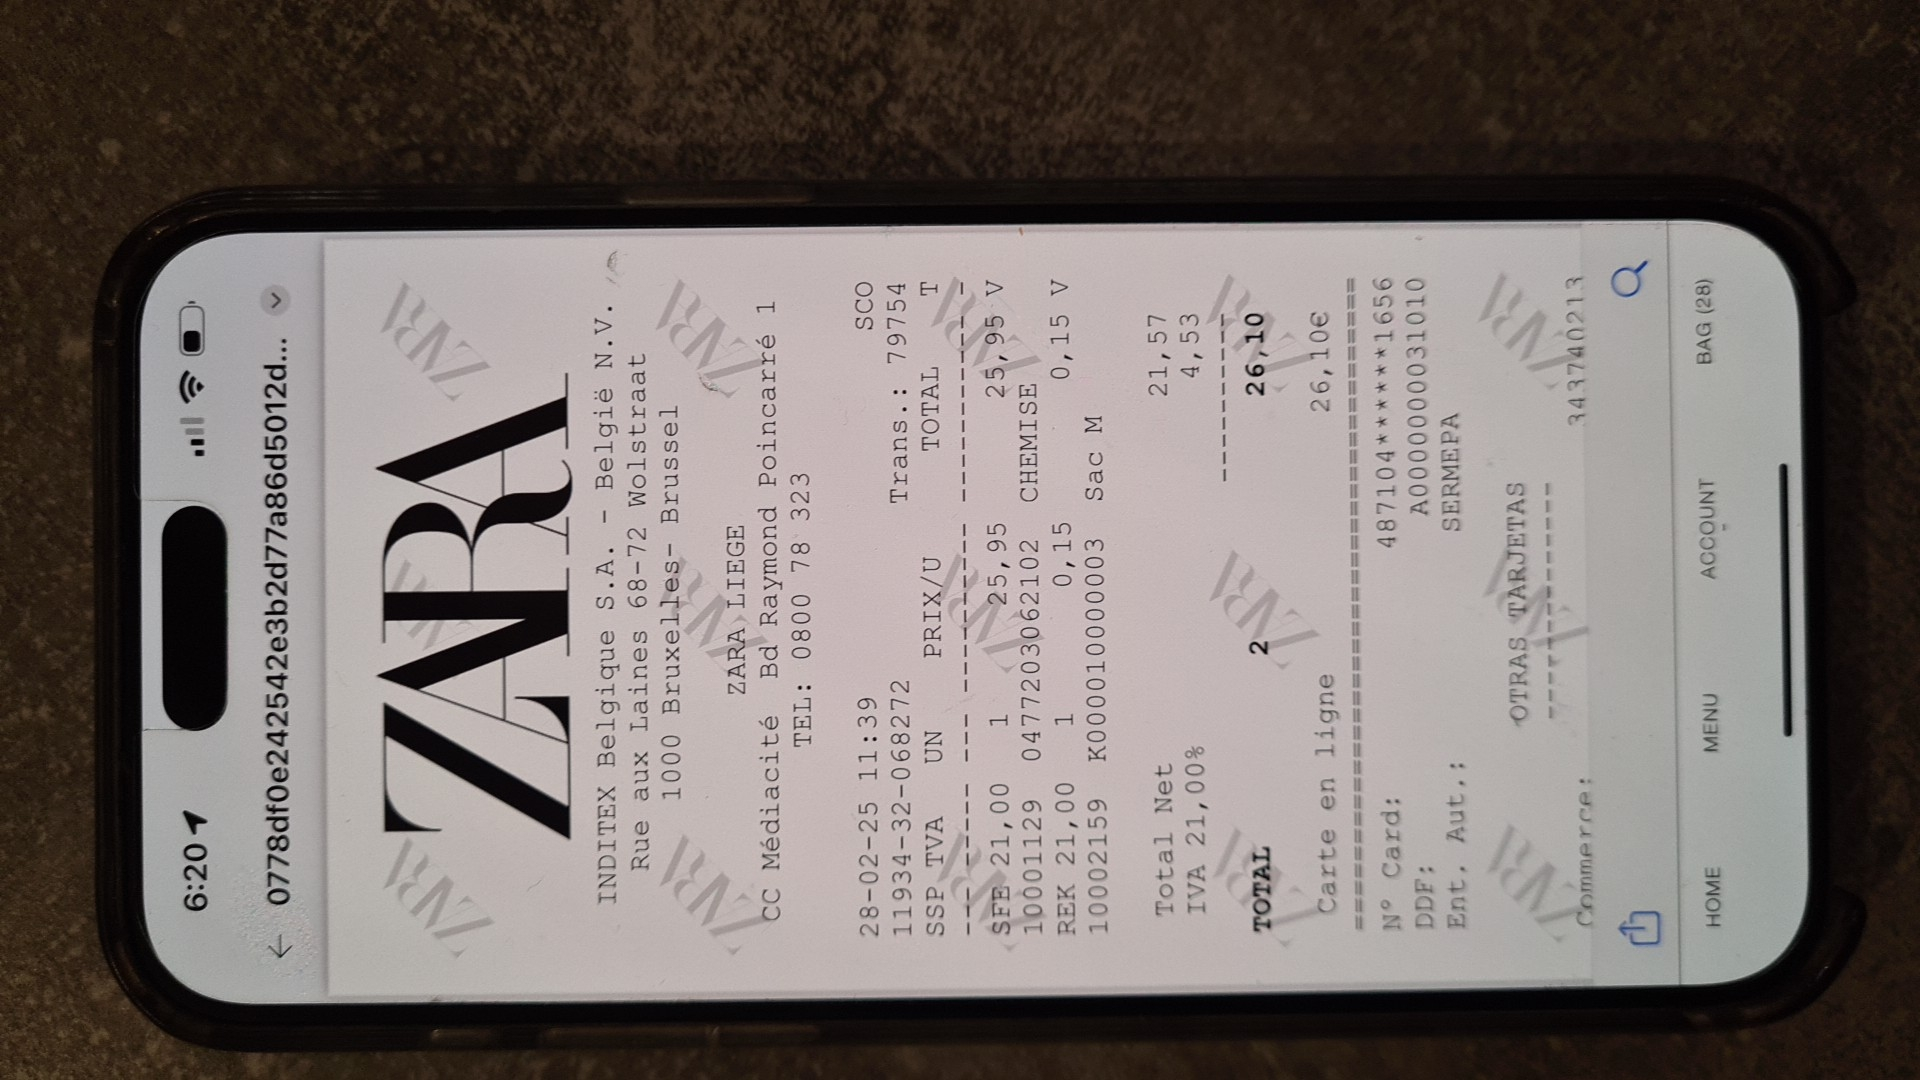 6:20
← 0778df0e242542e3b2d77a86d5012d...
ZARA
INDITEX Belgique S.A. - België N.V.
Rue aux Laines 68-72 Wolstraat
1000 Bruxelles- Brussel
ZARA LIEGE
CC Médiacité Bd Raymond Poincarré 1
TEL: 0800 78 323
28-02-25 11:39 SCO
11934-32-068272 Trans.: 79754
SSP TVA UN PRIX/U TOTAL T
SFE 21,00 1 25,95 25,95 V
10001129 0477203062102 CHEMISE
REK 21,00 1 0,15 0,15 V
10002159 K00001000000003 Sac M
Total Net 21,57
IVA 21,00% 4,53
TOTAL 2 26,10
Carte en ligne 26,10€
N° Card: 487104******1656
DDF: A0000000031010
Ent. Aut.: SERMEPA
OTRAS TARJETAS
Commerce: 343740213
HOME MENU ACCOUNT BAG (28)